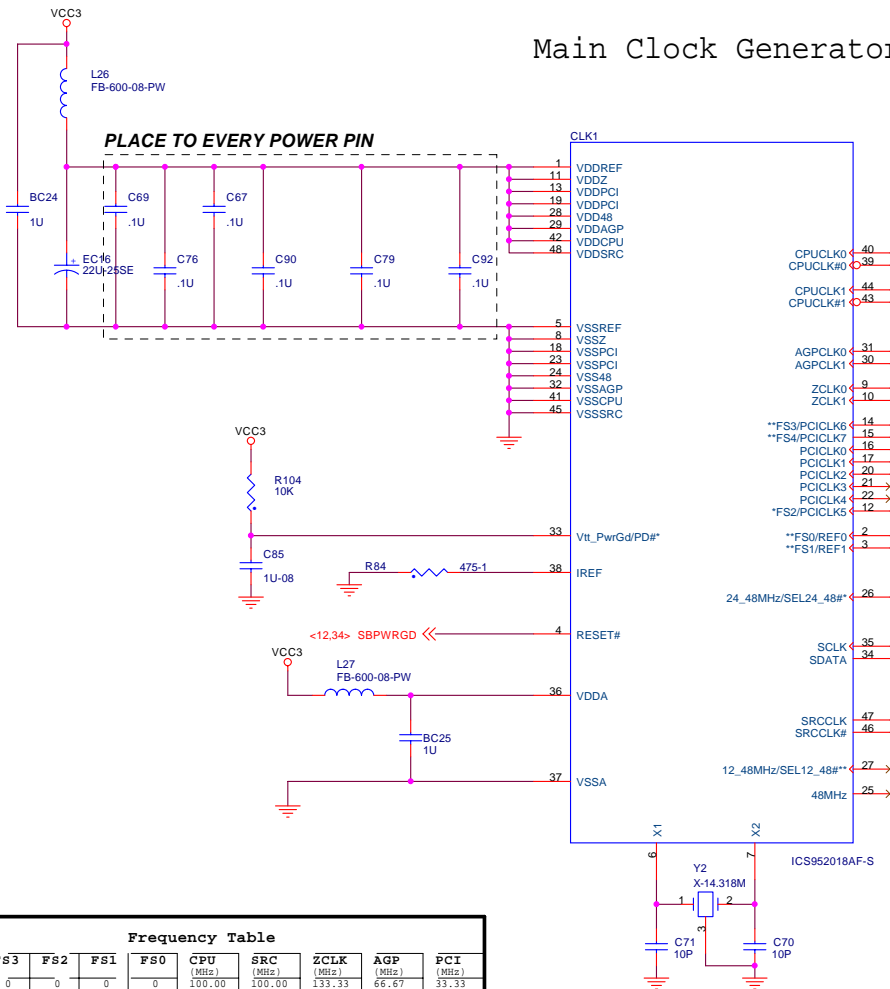 VCC3
Main Clock Generator
L26
FB-600-08-PW
PLACE TO EVERY POWER PIN
CLK1
BC24
1U
EC16
22U-25SE
C69
.1U
C76
.1U
C67
.1U
C90
.1U
C79
.1U
C92
.1U
1 VDDREF
11 VDDZ
13 VDDPCI
19 VDDPCI
28 VDD48
29 VDDAGP
42 VDDCPU
48 VDDSRC
5 VSSREF
8 VSSZ
18 VSSPCI
23 VSSPCI
24 VSS48
32 VSSAGP
41 VSSCPU
45 VSSSRC
CPUCLK0 40
CPUCLK#0 39
CPUCLK1 44
CPUCLK#1 43
AGPCLK0 31
AGPCLK1 30
ZCLK0 9
ZCLK1 10
**FS3/PCICLK6 14
**FS4/PCICLK7 15
PCICLK0 16
PCICLK1 17
PCICLK2 20
PCICLK3 21
PCICLK4 22
*FS2/PCICLK5 12
**FS0/REF0 2
**FS1/REF1 3
24_48MHz/SEL24_48#* 26
SCLK 35
SDATA 34
SRCCLK 47
SRCCLK# 46
12_48MHz/SEL12_48#** 27
48MHz 25
VCC3
R104
10K
33 Vtt_PwrGd/PD#*
C85
1U-08
R84 475-1
38 IREF
<12,34> SBPWRGD
4 RESET#
VCC3
L27
FB-600-08-PW
36 VDDA
BC25
1U
37 VSSA
X1 X2
6 7
ICS952018AF-S
Y2
X-14.318M
1 2
3
C71
10P
C70
10P
Frequency Table
S3 FS2 FS1 FS0 CPU SRC ZCLK AGP PCI
(MHz) (MHz) (MHz) (MHz) (MHz)
0 0 0 0 100.00 100.00 133.33 66.67 33.33